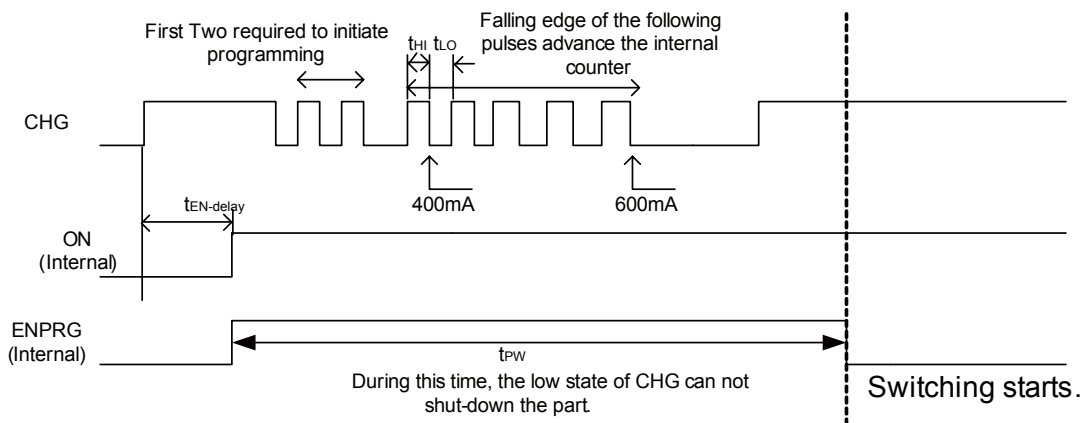 First Two required to initiate
programming
Falling edge of the following
pulses advance the internal
counter
tHI tLO
CHG
400mA
600mA
tEN-delay
ON
(Internal)
ENPRG
(Internal)
tPW
During this time, the low state of CHG can not
shut-down the part.
Switching starts.